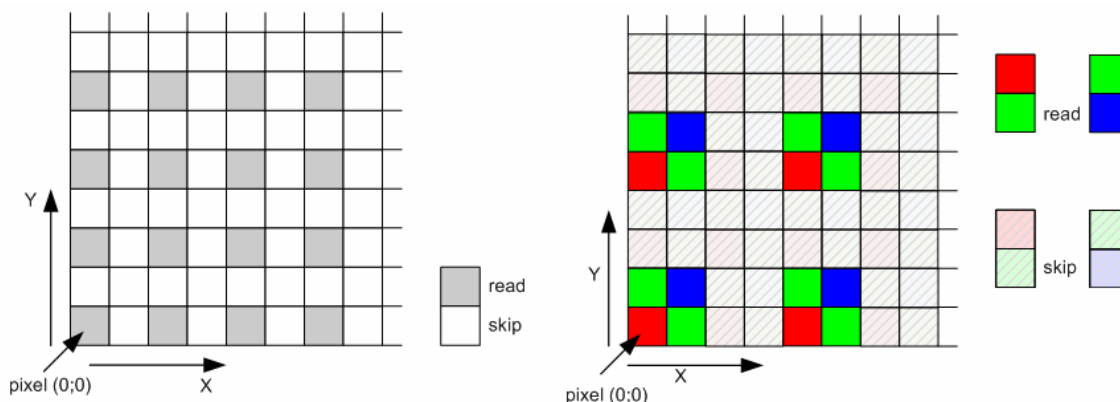 Y
read
skip
pixel (0;0)
X
read
skip
Y
X
pixel (0:0)